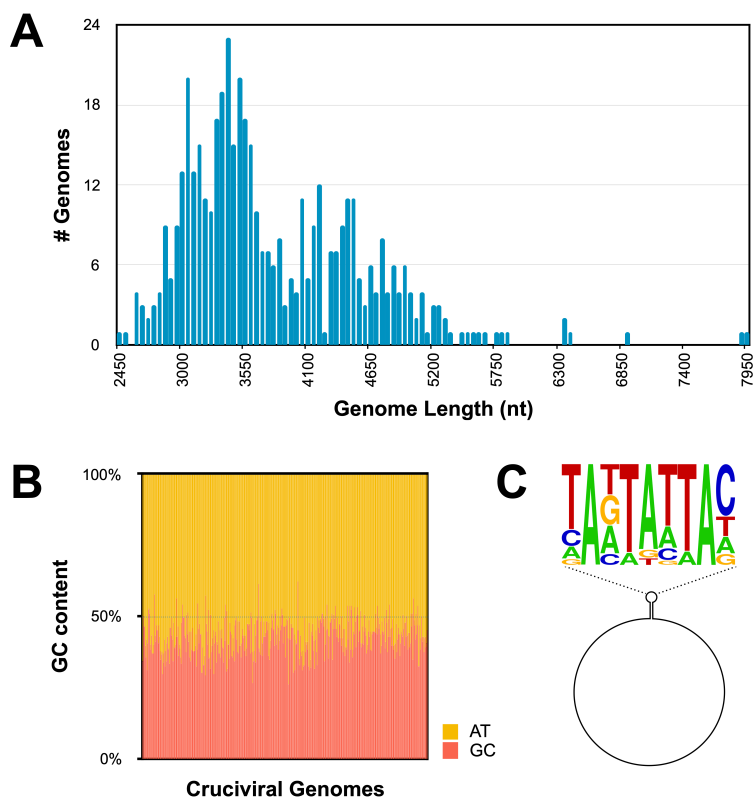 A
# Genomes
24
18
12
6
0
2450 3000 3550 4100 4650 5200 5750 6300 6850 7400 7950
Genome Length (nt)
B
GC content
100%
50%
0%
AT
GC
Cruciviral Genomes
C
T A T T A T T A C
C G A T
A A G C A A
G C A T G A G